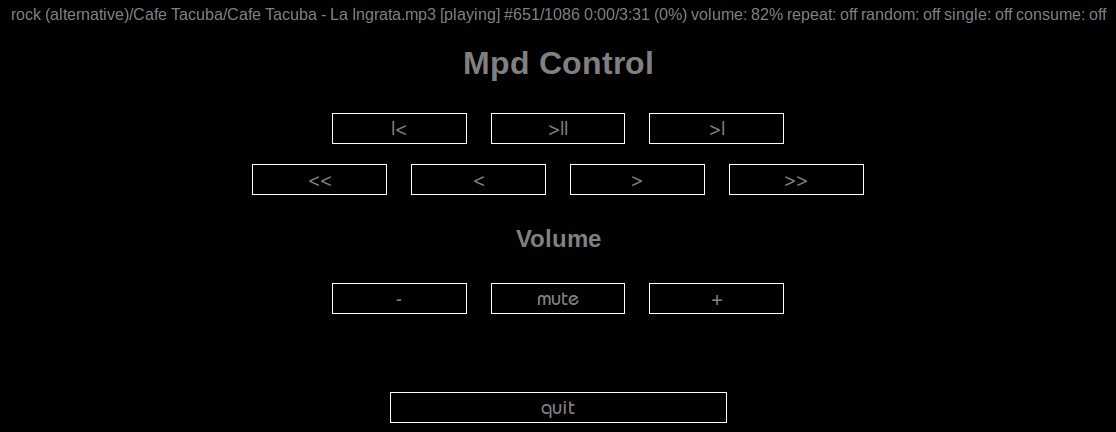 rock (alternative)/Cafe Tacuba/Cafe Tacuba - La Ingrata.mp3 [playing] #651/1086 0:00/3:31 (0%) volume: 82% repeat: off random: off single: off consume: off
Mpd Control
|< >|| >|
<< < > >>
Volume
- mute +
quit